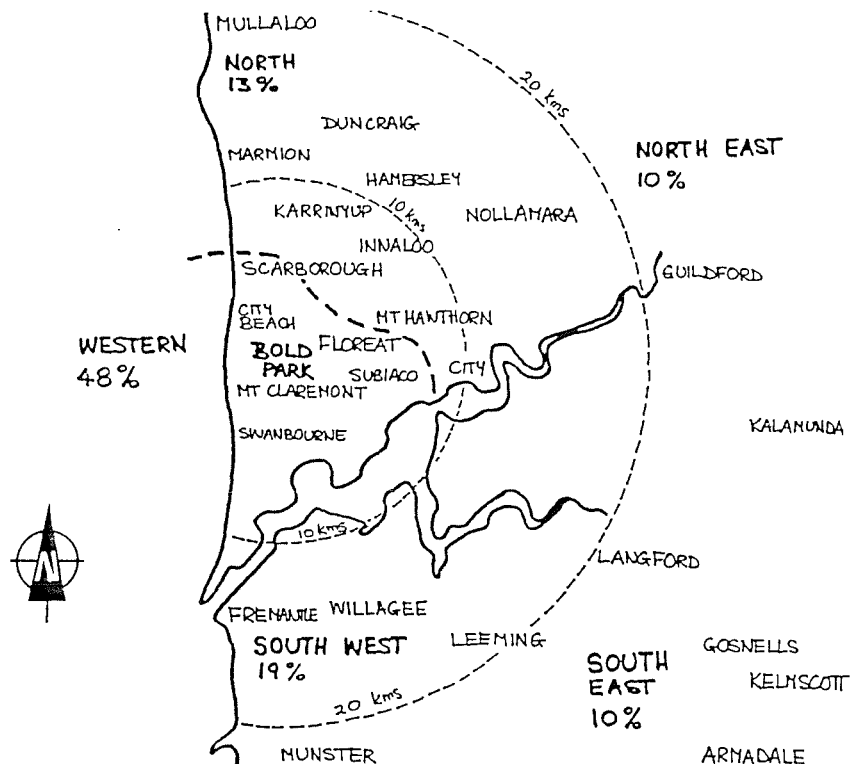 MULLALOO
NORTH
13%
20 kms
DUNCRAIG
MARMION
NORTH EAST
10%
HAMERSLEY
KARRINYUP
10 kms
NOLLAMARA
INNALOO
SCARBOROUGH
GUILDFORD
CITY
BEACH
MT HANTHORN
WESTERN
48%
BOLD
PARK
FLOREAT
SUBIACO
CITY
MT CLAREMONT
SWANBOURNE
KALAMUNDA
N
10 kms
LANGFORD
FREMANTLE
WILLAGEE
SOUTH WEST
19%
LEEMING
SOUTH
EAST
10%
GOSNELLS
KELMSCOTT
20 kms
MUNSTER
ARMADALE